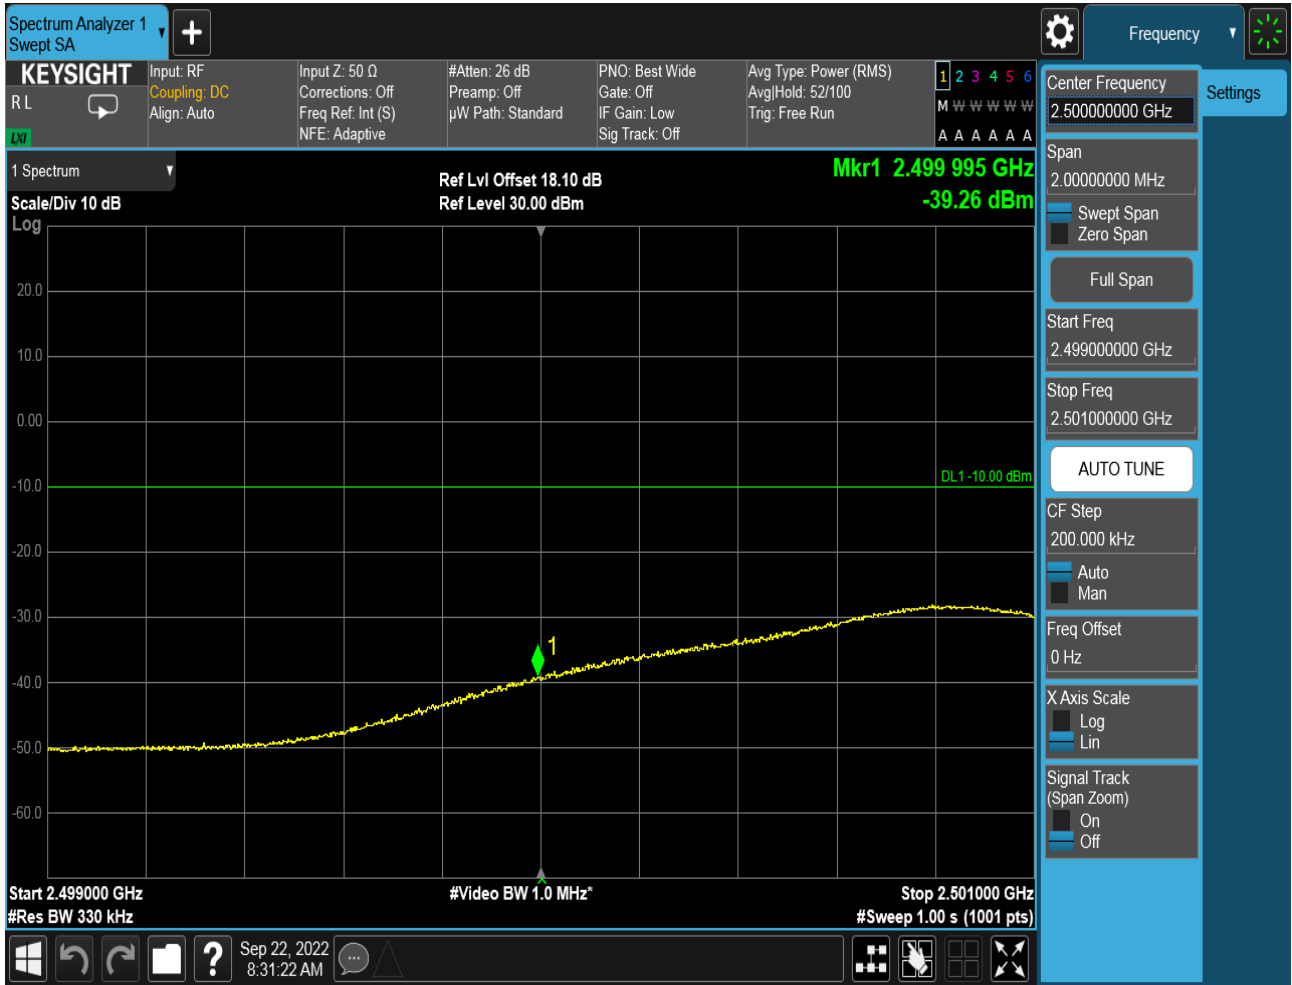 Spectrum Analyzer 1
Swept SA
Frequency
KEYSIGHT
R L
LXI
Input: RF
Coupling: DC
Align: Auto
Input Z: 50 Ω
Corrections: Off
Freq Ref: Int (S)
NFE: Adaptive
#Atten: 26 dB
Preamp: Off
µW Path: Standard
PNO: Best Wide
Gate: Off
IF Gain: Low
Sig Track: Off
Avg Type: Power (RMS)
Avg|Hold: 52/100
Trig: Free Run
1 2 3 4 5 6
M W W W W W
A A A A A A
1 Spectrum
Scale/Div 10 dB
Log
Ref Lvl Offset 18.10 dB
Ref Level 30.00 dBm
Mkr1 2.499 995 GHz
-39.26 dBm
20.0
10.0
0.00
-10.0
-20.0
-30.0
-40.0
-50.0
-60.0
DL1 -10.00 dBm
1
Start 2.499000 GHz
#Res BW 330 kHz
#Video BW 1.0 MHz*
Stop 2.501000 GHz
#Sweep 1.00 s (1001 pts)
Center Frequency
2.500000000 GHz
Settings
Span
2.00000000 MHz
Swept Span
Zero Span
Full Span
Start Freq
2.499000000 GHz
Stop Freq
2.501000000 GHz
AUTO TUNE
CF Step
200.000 kHz
Auto
Man
Freq Offset
0 Hz
X Axis Scale
Log
Lin
Signal Track
(Span Zoom)
On
Off
?
Sep 22, 2022
8:31:22 AM